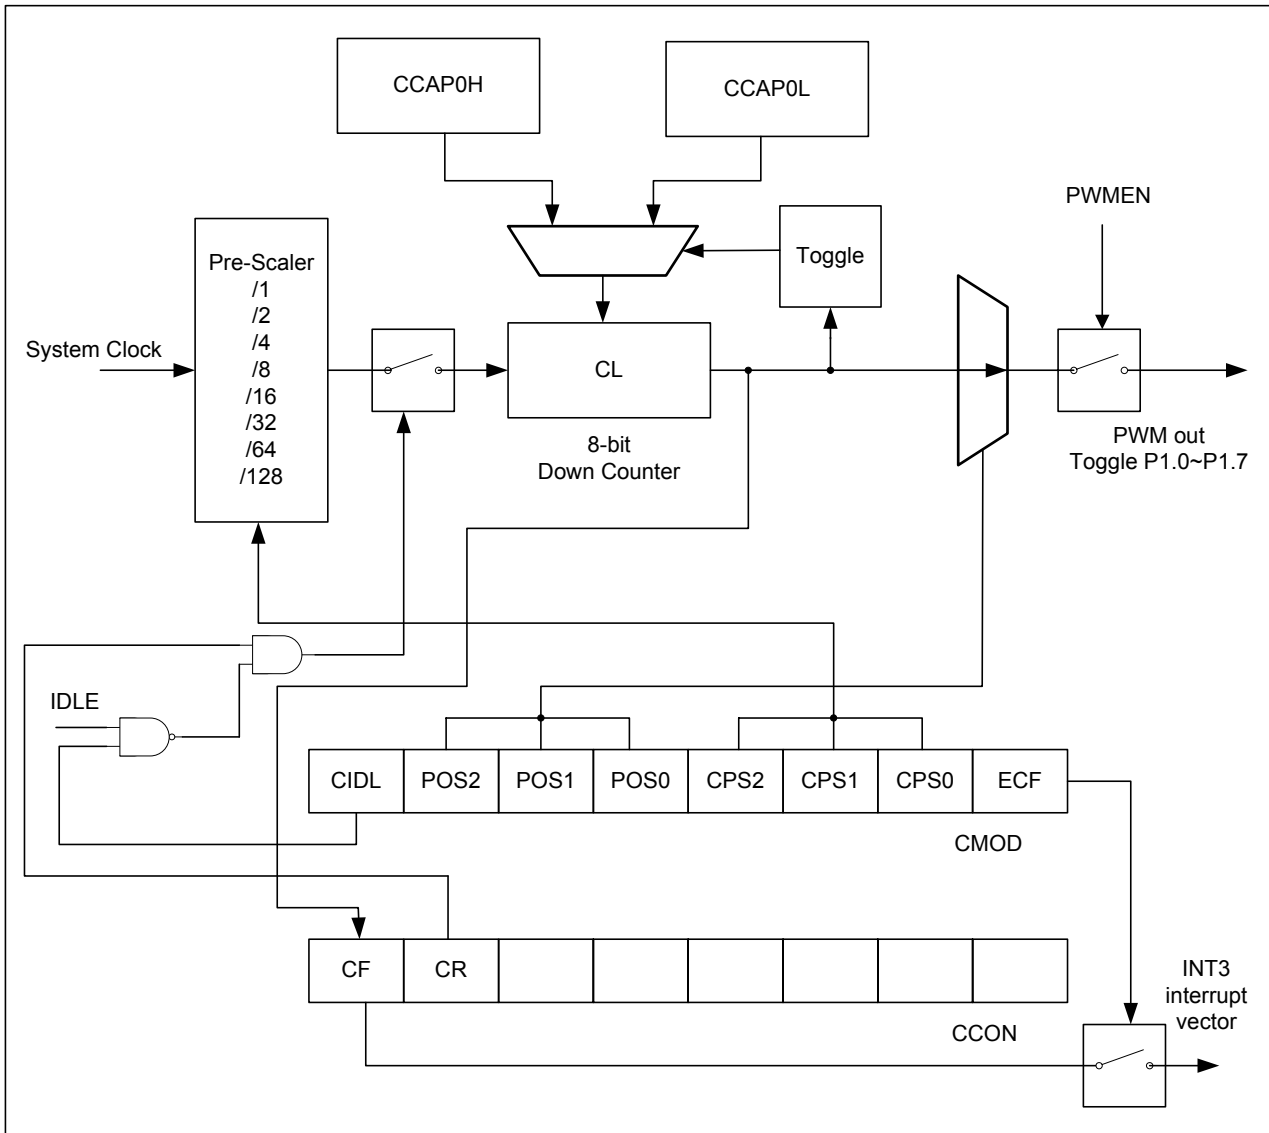 CCAP0H
CCAP0L
PWMEN
Pre-Scaler
/1
/2
/4
/8
/16
/32
/64
/128
Toggle
System Clock
CL
8-bit
Down Counter
PWM out
Toggle P1.0~P1.7
IDLE
CIDL POS2 POS1 POS0 CPS2 CPS1 CPS0 ECF
CMOD
CF CR
CCON
INT3
interrupt
vector